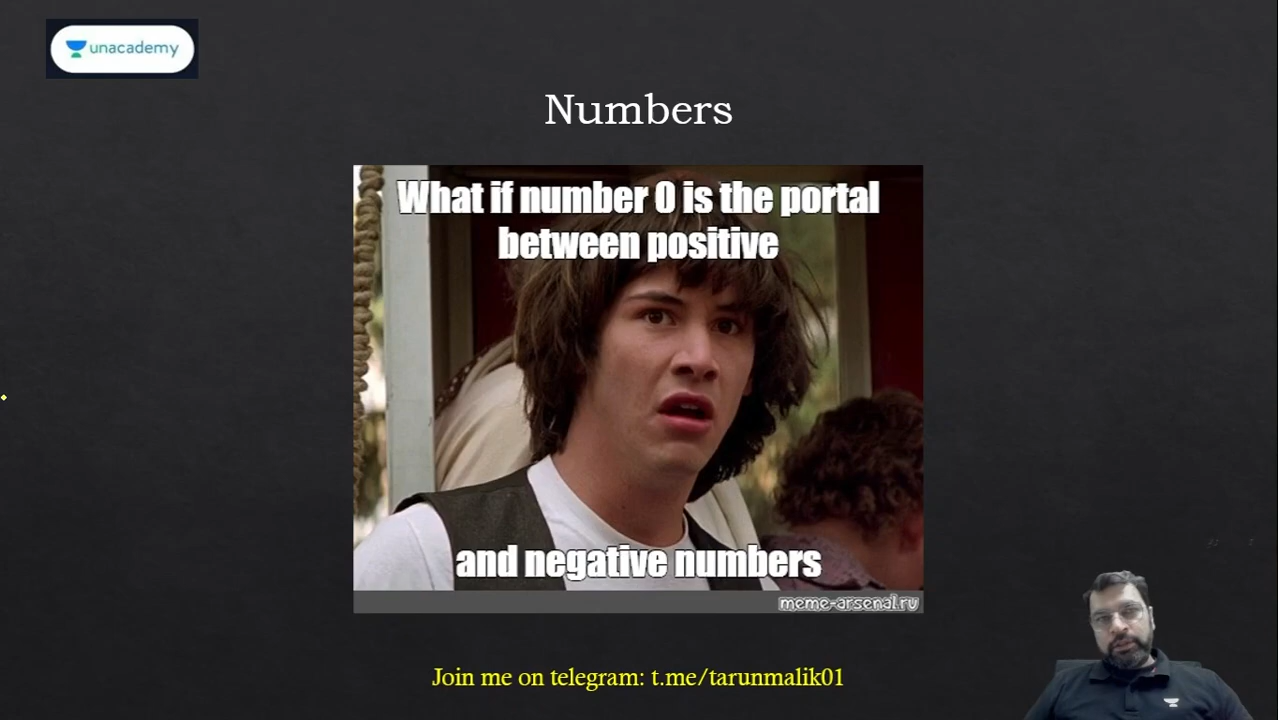 unacademy
Numbers
What if number 0 is the portal
between positive
and negative numbers
meme-arsenal.ru
Join me on telegram: t.me/tarunmalik01